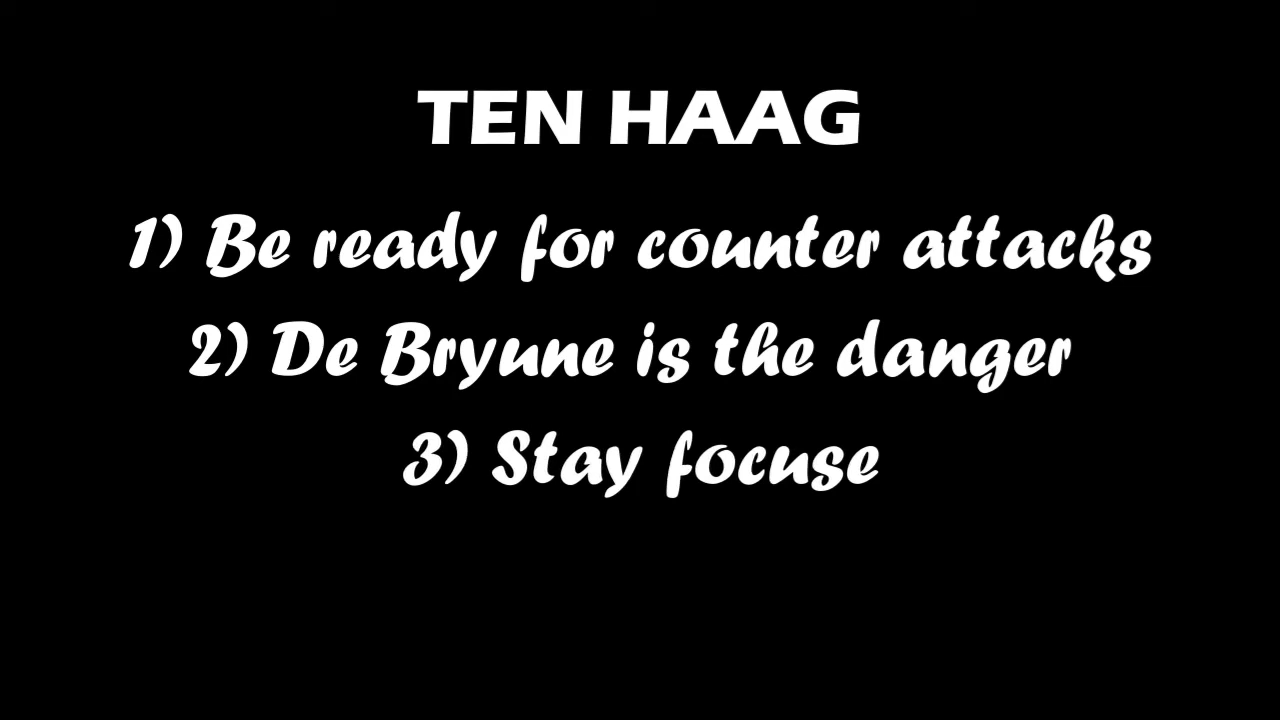 TEN HAAG
1) Be ready for counter attacks
2) De Bryune is the danger
3) Stay focuse